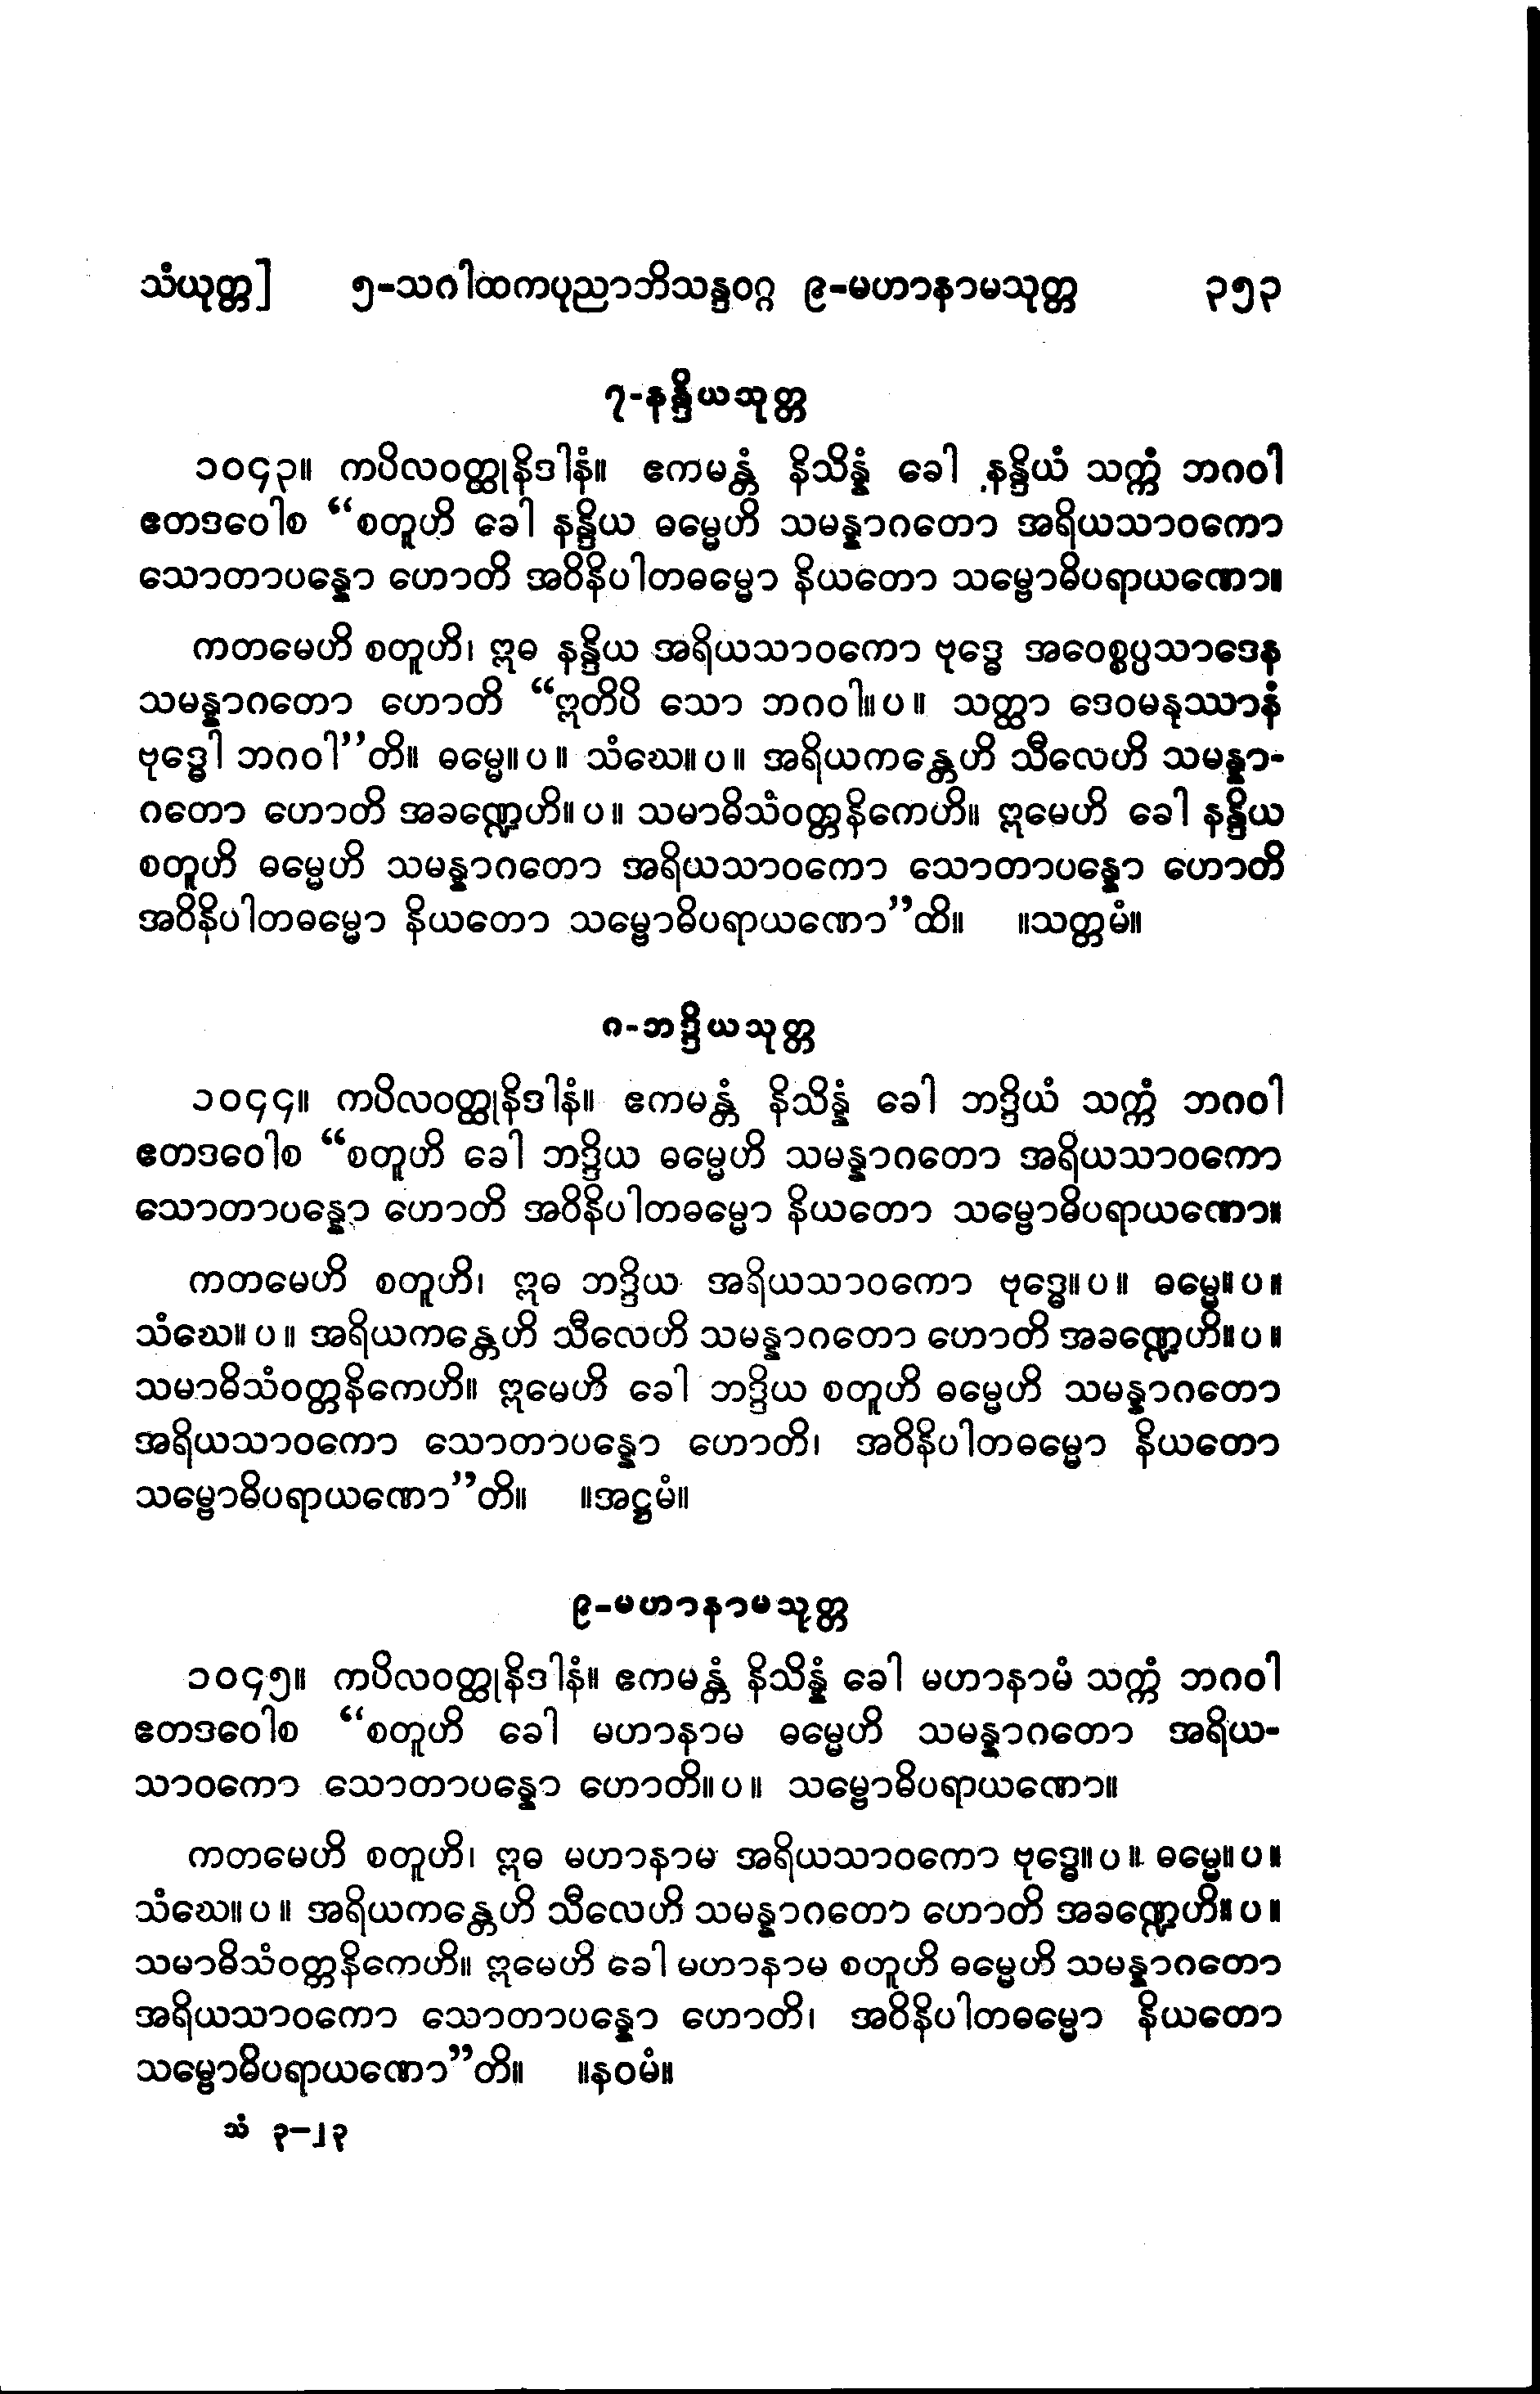 သံယုတ္တ] ၅-သဂါထကပုညာဘိသန္ဒဝဂ္ဂ ၉-မဟာနာမသုတ္တ ၃၅၃
၇-နန္ဒိယသုတ္တ
၁၀၄၃။ ကပိလဝတ္ထုနိဒါနံ။ ဧကမန္တံ နိသိန္နံ ခေါ နန္ဒိယံ သက္ကံ ဘဂဝါ
ဧတဒဝေါစ “စတူဟိ ခေါ နန္ဒိယ ဓမ္မေဟိ သမန္နာဂတော အရိယသာဝကော
သောတာပန္နော ဟောတိ အဝိနိပါတဓမ္မော နိယတော သမ္ဗောဓိပရာယဏော။
ကတမေဟိ စတူဟိ၊ ဣဓ နန္ဒိယ အရိယသာဝကော ဗုဒ္ဓေ အဝေစ္စပ္ပသာဒေန
သမန္နာဂတော ဟောတိ “ဣတိပိ သော ဘဂဝါ။ ပ။ သတ္ထာ ဒေဝမနုဿာနံ
ဗုဒ္ဓေါ ဘဂဝါ”တိ။ ဓမ္မေ။ ပ။ သံဃေ။ ပ။ အရိယကန္တေဟိ သီလေဟိ သမန္နာ-
ဂတော ဟောတိ အခဏ္ဍေဟိ။ ပ။ သမာဓိသံဝတ္တနိကေဟိ။ ဣမေဟိ ခေါ နန္ဒိယ
စတူဟိ ဓမ္မေဟိ သမန္နာဂတော အရိယသာဝကော သောတာပန္နော ဟောတိ
အဝိနိပါတဓမ္မော နိယတော သမ္ဗောဓိပရာယဏော”ထိ။ ။သတ္တမံ။
ဂ-ဘဒ္ဒိယသုတ္တ
၁၀၄၄။ ကပိလဝတ္ထုနိဒါနံ။ ဧကမန္တံ နိသိန္နံ ခေါ ဘဒ္ဒိယံ သက္ကံ ဘဂဝါ
ဧတဒဝေါစ “စတူဟိ ခေါ ဘဒ္ဒိယ ဓမ္မေဟိ သမန္နာဂတော အရိယသာဝကော
သောတာပန္နော ဟောတိ အဝိနိပါတဓမ္မော နိယတော သမ္ဗောဓိပရာယဏော။
ကတမေဟိ စတူဟိ၊ ဣဓ ဘဒ္ဒိယ အရိယသာဝကော ဗုဒ္ဓေ။ ပ။ ဓမ္မေ။ ပ။
သံဃေ။ ပ။ အရိယကန္တေဟိ သီလေဟိ သမန္နာဂတော ဟောတိ အခဏ္ဍေဟိ။ ပ။
သမာဓိသံဝတ္တနိကေဟိ။ ဣမေဟိ ခေါ ဘဒ္ဒိယ စတူဟိ ဓမ္မေဟိ သမန္နာဂတော
အရိယသာဝကော သောတာပန္နော ဟောတိ၊ အဝိနိပါတဓမ္မော နိယတော
သမ္ဗောဓိပရာယဏော”တိ။ ။အဋ္ဌမံ။
၉-မဟာနာမသုတ္တ
၁၀၄၅။ ကပိလဝတ္ထုနိဒါနံ။ ဧကမန္တံ နိသိန္နံ ခေါ မဟာနာမံ သက္ကံ ဘဂဝါ
ဧတဒဝေါစ “စတူဟိ ခေါ မဟာနာမ ဓမ္မေဟိ သမန္နာဂတော အရိယ-
သာဝကော သောတာပန္နော ဟောတိ။ ပ။ သမ္ဗောဓိပရာယဏော။
ကတမေဟိ စတူဟိ၊ ဣဓ မဟာနာမ အရိယသာဝကော ဗုဒ္ဓေ။ ပ။ ဓမ္မေ။ ပ။
သံဃေ။ ပ။ အရိယကန္တေဟိ သီလေဟိ သမန္နာဂတော ဟောတိ အခဏ္ဍေဟိ။ ပ။
သမာဓိသံဝတ္တနိကေဟိ။ ဣမေဟိ ခေါ မဟာနာမ စတူဟိ ဓမ္မေဟိ သမန္နာဂတော
အရိယသာဝကော သောတာပန္နော ဟောတိ၊ အဝိနိပါတဓမ္မော နိယတော
သမ္ဗောဓိပရာယဏော”တိ။ ။နဝမံ။
သံ ၃-၂၃